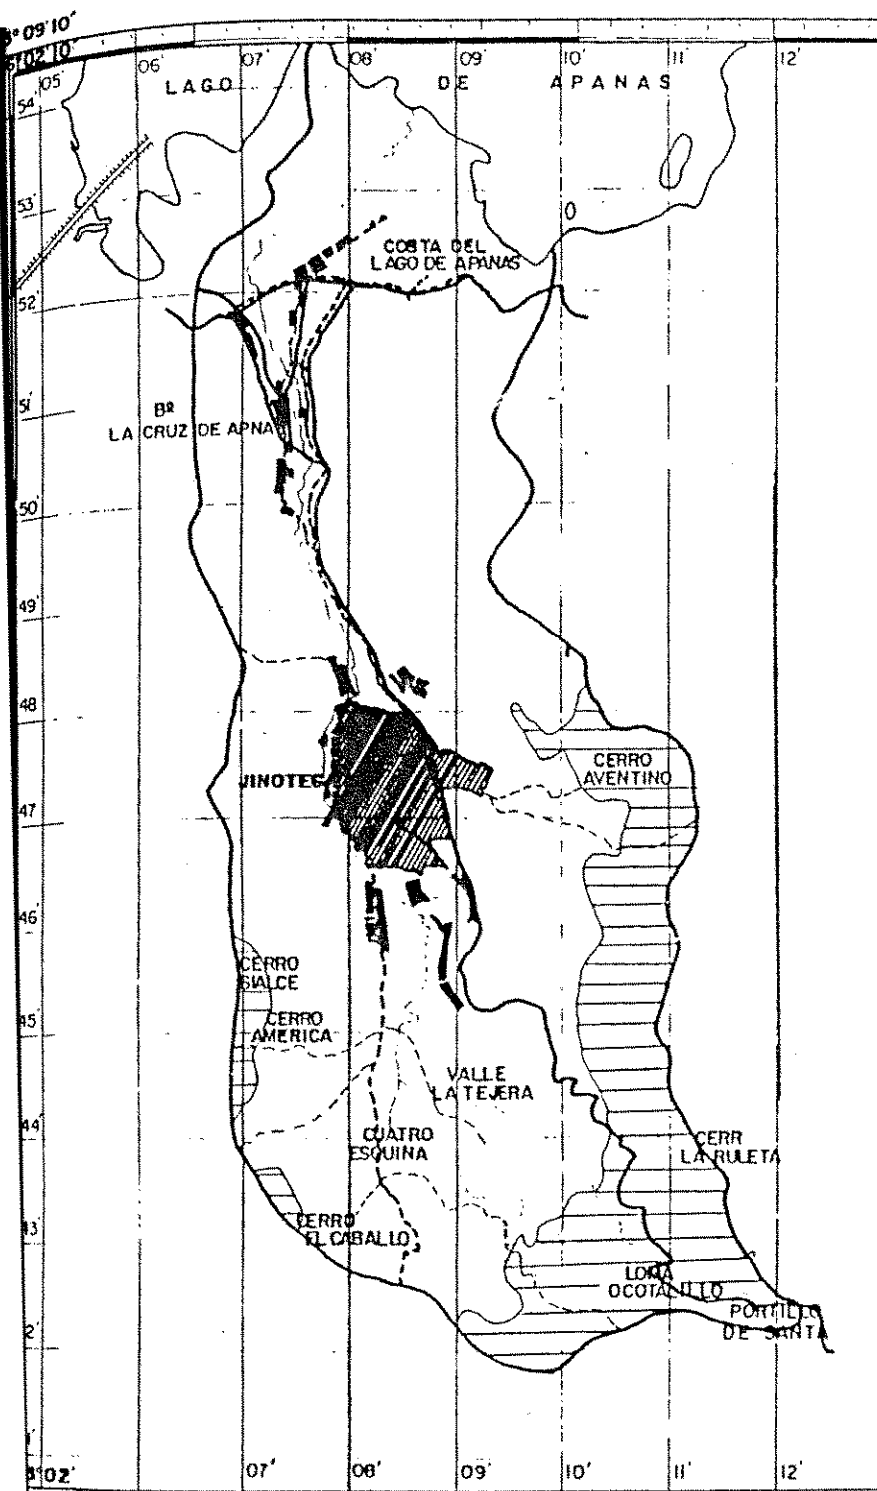 ° 09' 10"
02' 10"
05'
06'
07'
08'
09'
10'
11'
12'
LAGO DE APANAS
54'
53'
COSTA DEL
LAGO DE APANAS
52'
51'
Bº
LA CRUZ DE APNA
50'
49'
48'
CERRO
AVENTINO
JINOTEG
47'
46'
CERRO
SIALCE
45'
CERRO
AMERICA
VALLE
LA TEJERA
44'
CUATRO
ESQUINA
CERR
LA RULETA
CERRO
EL CABALLO
LOMA
OCOTALILLO
PORTILLO
DE SANTA
2'
1'
° 02'
07'
08'
09'
10'
11'
12'